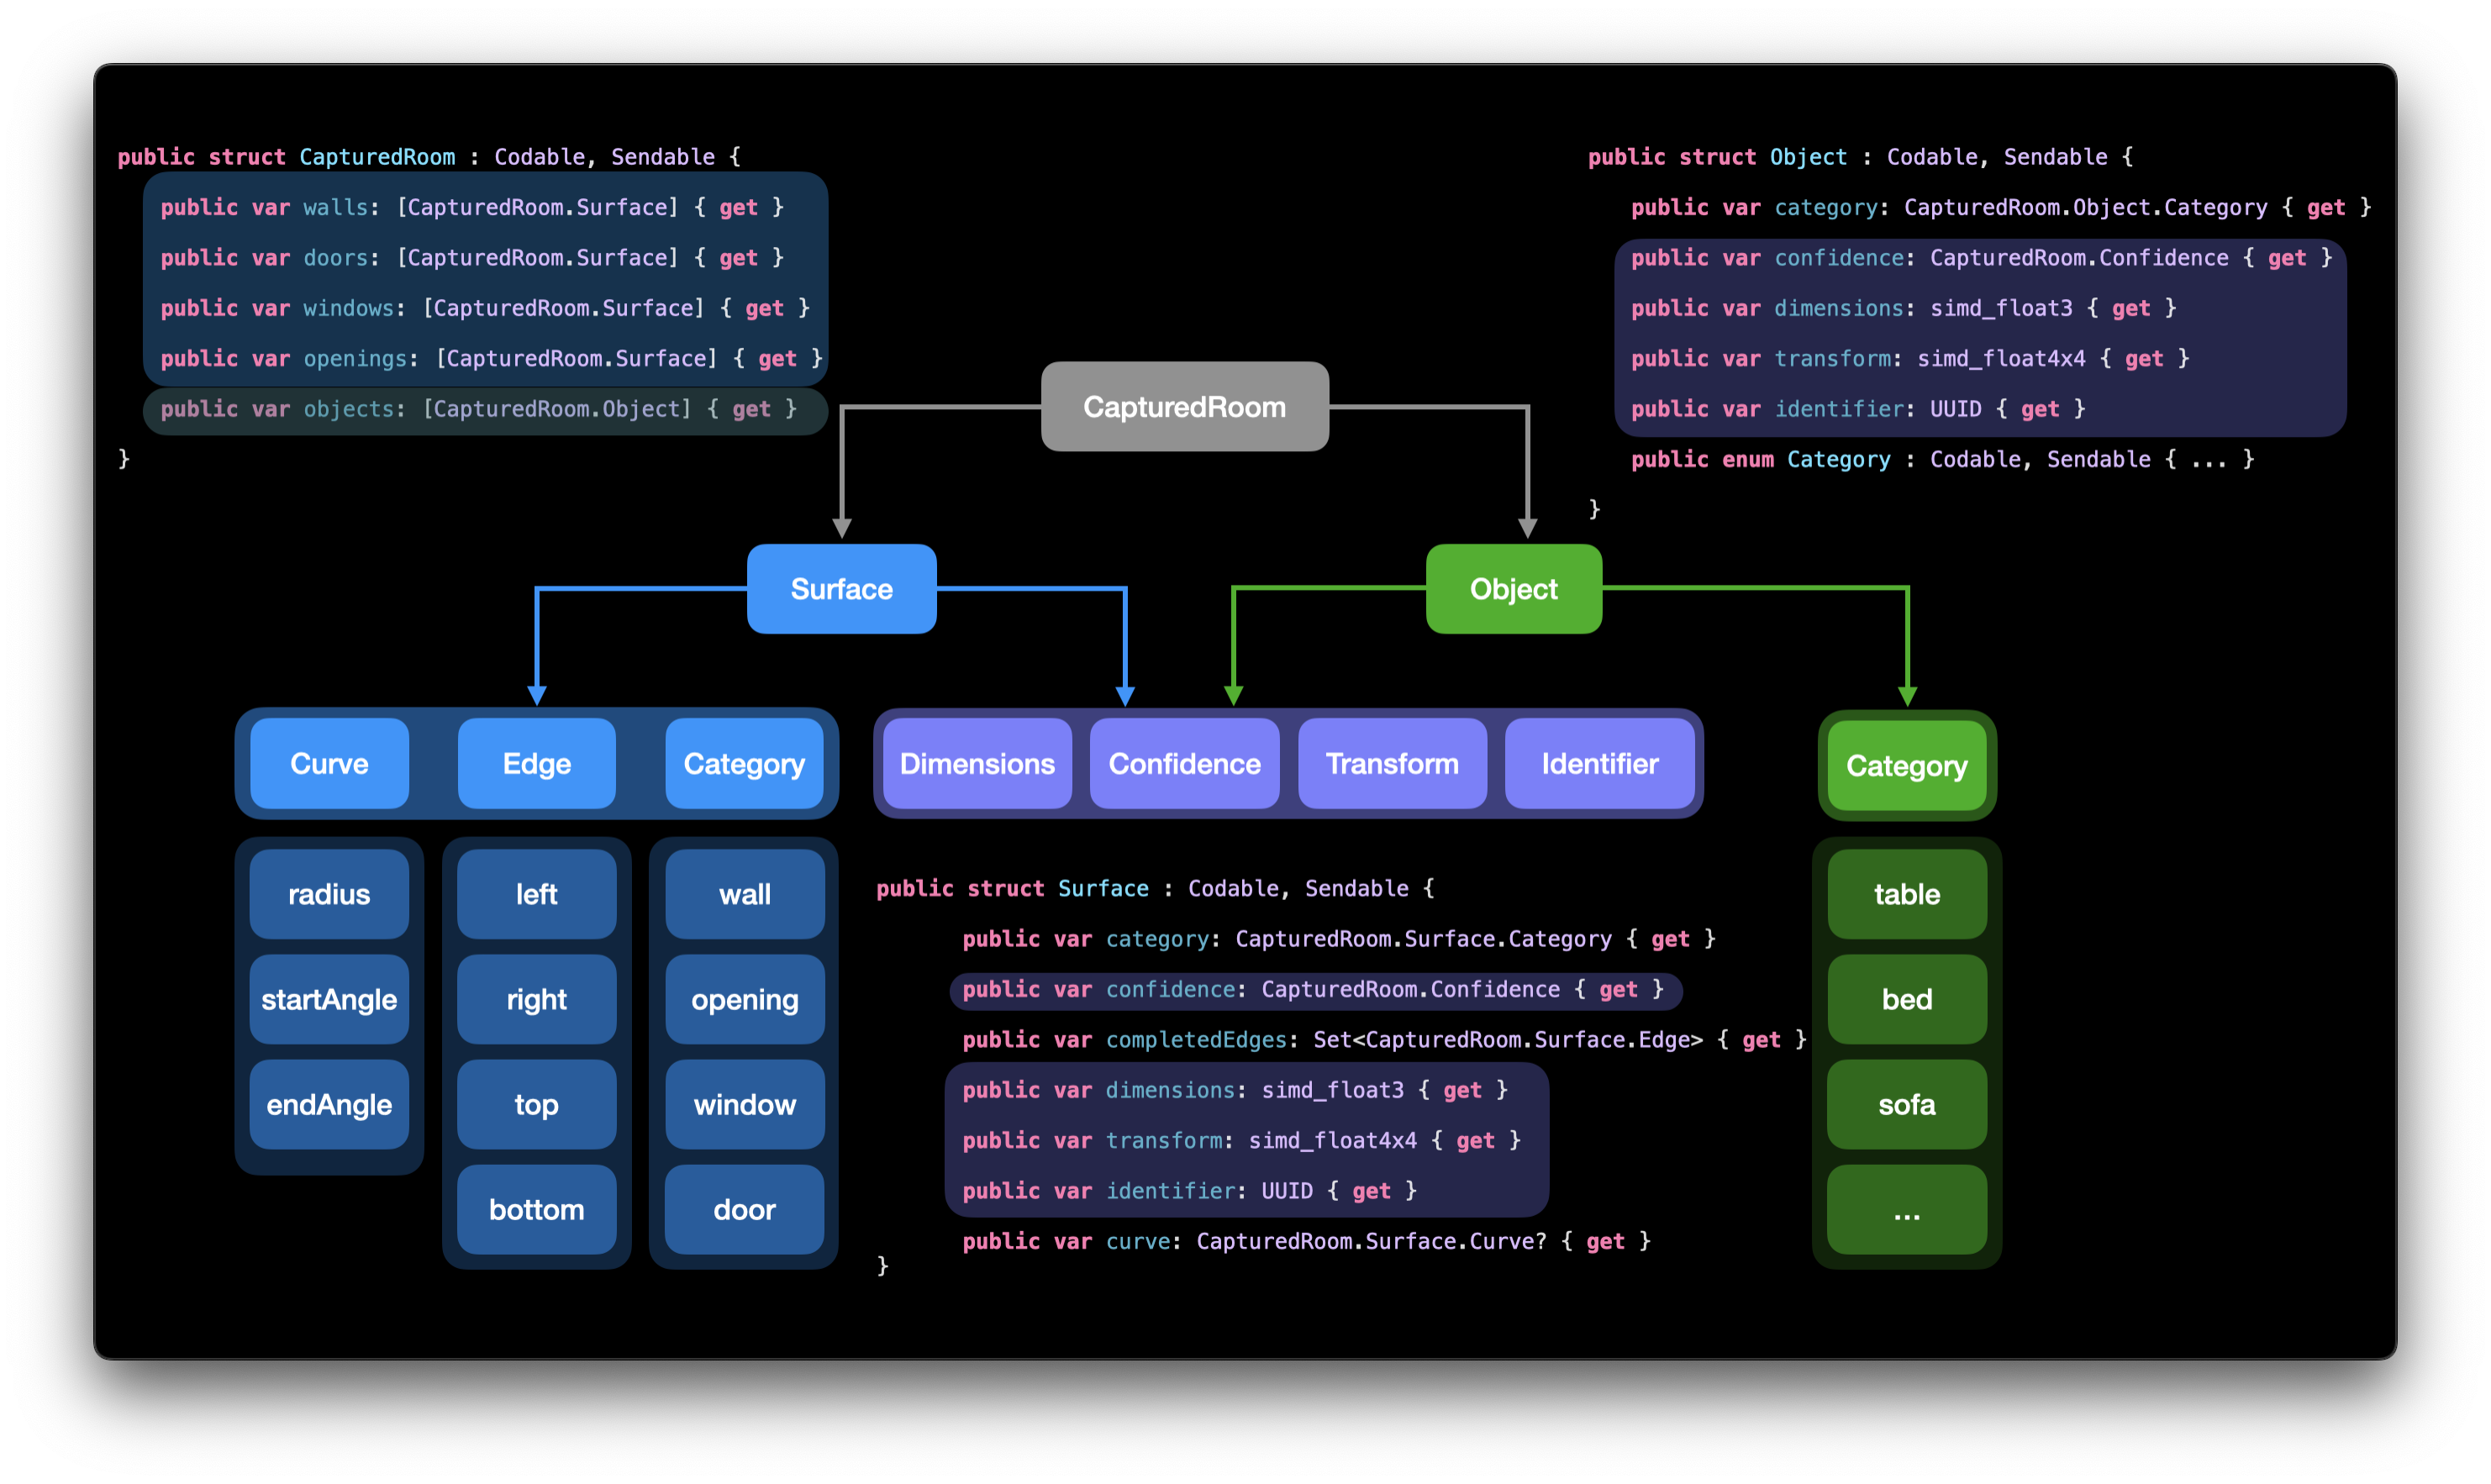 public struct CapturedRoom : Codable, Sendable {
public var walls: [CapturedRoom.Surface] { get }
public var doors: [CapturedRoom.Surface] { get }
public var windows: [CapturedRoom.Surface] { get }
public var openings: [CapturedRoom.Surface] { get }
public var objects: [CapturedRoom.Object] { get }
}
public struct Object : Codable, Sendable {
public var category: CapturedRoom.Object.Category { get }
public var confidence: CapturedRoom.Confidence { get }
public var dimensions: simd_float3 { get }
public var transform: simd_float4x4 { get }
public var identifier: UUID { get }
public enum Category : Codable, Sendable { ... }
}
CapturedRoom
Surface
Object
Curve
Edge
Category
Dimensions
Confidence
Transform
Identifier
Category
radius
startAngle
endAngle
left
right
top
bottom
wall
opening
window
door
public struct Surface : Codable, Sendable {
public var category: CapturedRoom.Surface.Category { get }
public var confidence: CapturedRoom.Confidence { get }
public var completedEdges: Set<CapturedRoom.Surface.Edge> { get }
public var dimensions: simd_float3 { get }
public var transform: simd_float4x4 { get }
public var identifier: UUID { get }
public var curve: CapturedRoom.Surface.Curve? { get }
}
table
bed
sofa
...